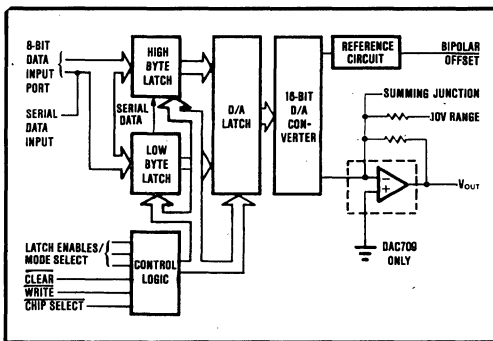 8-BIT
DATA
INPUT
PORT
SERIAL
DATA
INPUT
HIGH
BYTE
LATCH
SERIAL
DATA
LOW
BYTE
LATCH
D/A
LATCH
16-BIT
D/A
CON-
VERTER
REFERENCE
CIRCUIT
BIPOLAR
OFFSET
SUMMING JUNCTION
10V RANGE
VOUT
DAC709
ONLY
LATCH ENABLES/
MODE SELECT
CLEAR
WRITE
CHIP SELECT
CONTROL
LOGIC